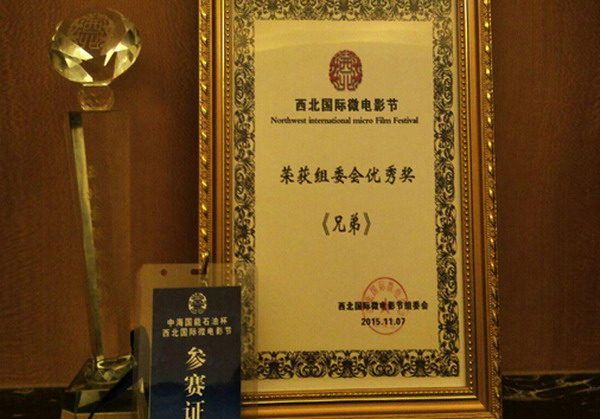 西北国际微电影节
Northwest international micro Film Festival
荣获组委会优秀奖
《兄弟》
西北国际微电影节组委会
2015.11.07
中海国能石油杯
西北国际微电影节
参赛证